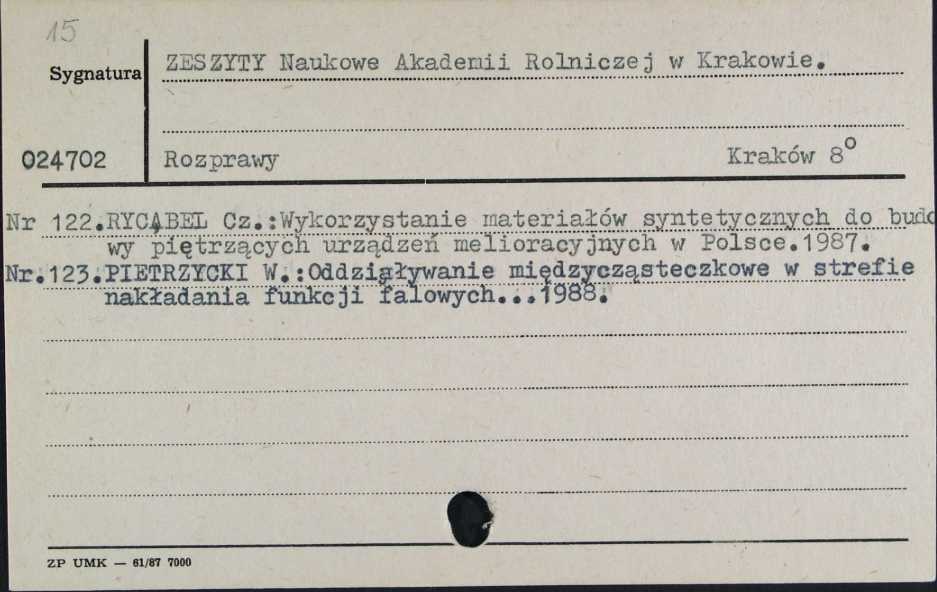 15
Sygnatura
ZESZYTY Naukowe Akademii Rolniczej w Krakowie.
024702
Rozprawy Kraków 8°
Nr 122.RYCĄBEL Cz.:Wykorzystanie materiałów syntetycznych do budo
wy piętrzących urządzeń melioracyjnych w Polsce.1987.
Nr.123.PIETRZYCKI W.:Oddziaływanie międzycząsteczkowe w strefie
nakładania funkcji falowych...1988.
ZP UMK — 61/87 7000